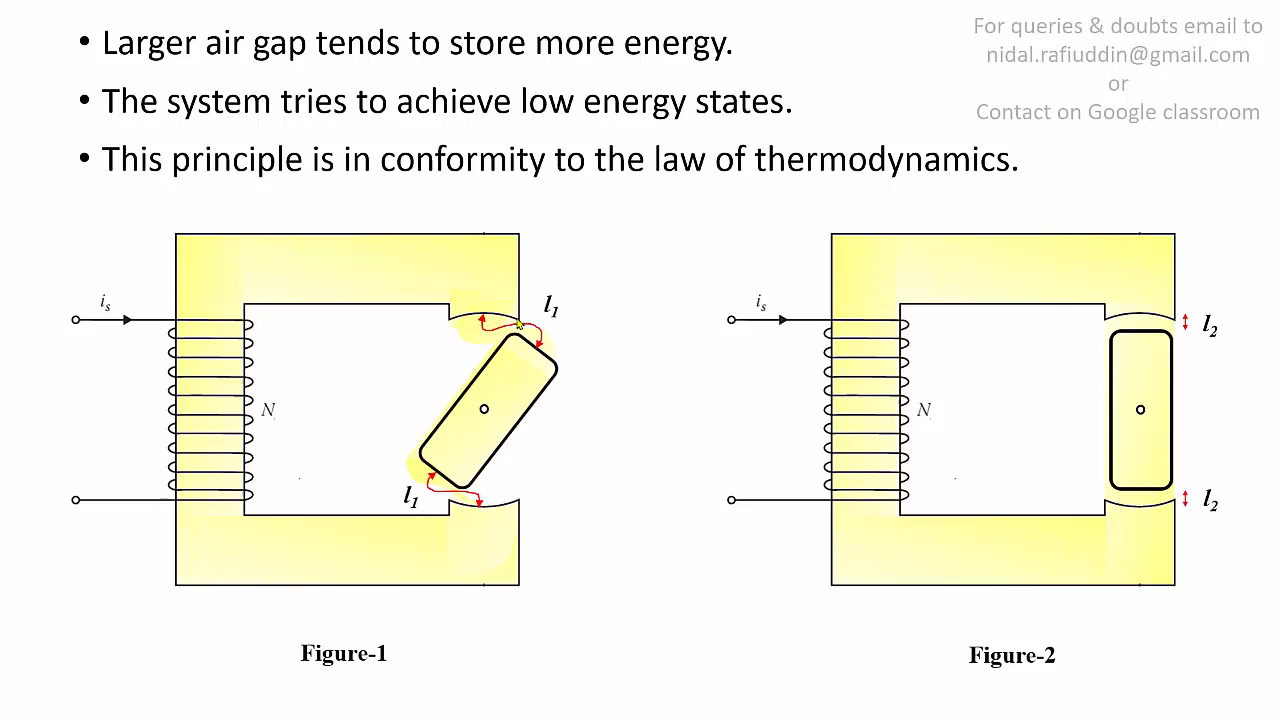 • Larger air gap tends to store more energy.
• The system tries to achieve low energy states.
• This principle is in conformity to the law of thermodynamics.
For queries & doubts email to
nidal.rafiuddin@gmail.com
or
Contact on Google classroom
i_s
N
l_1
l_1
Figure-1
i_s
N
l_2
l_2
Figure-2